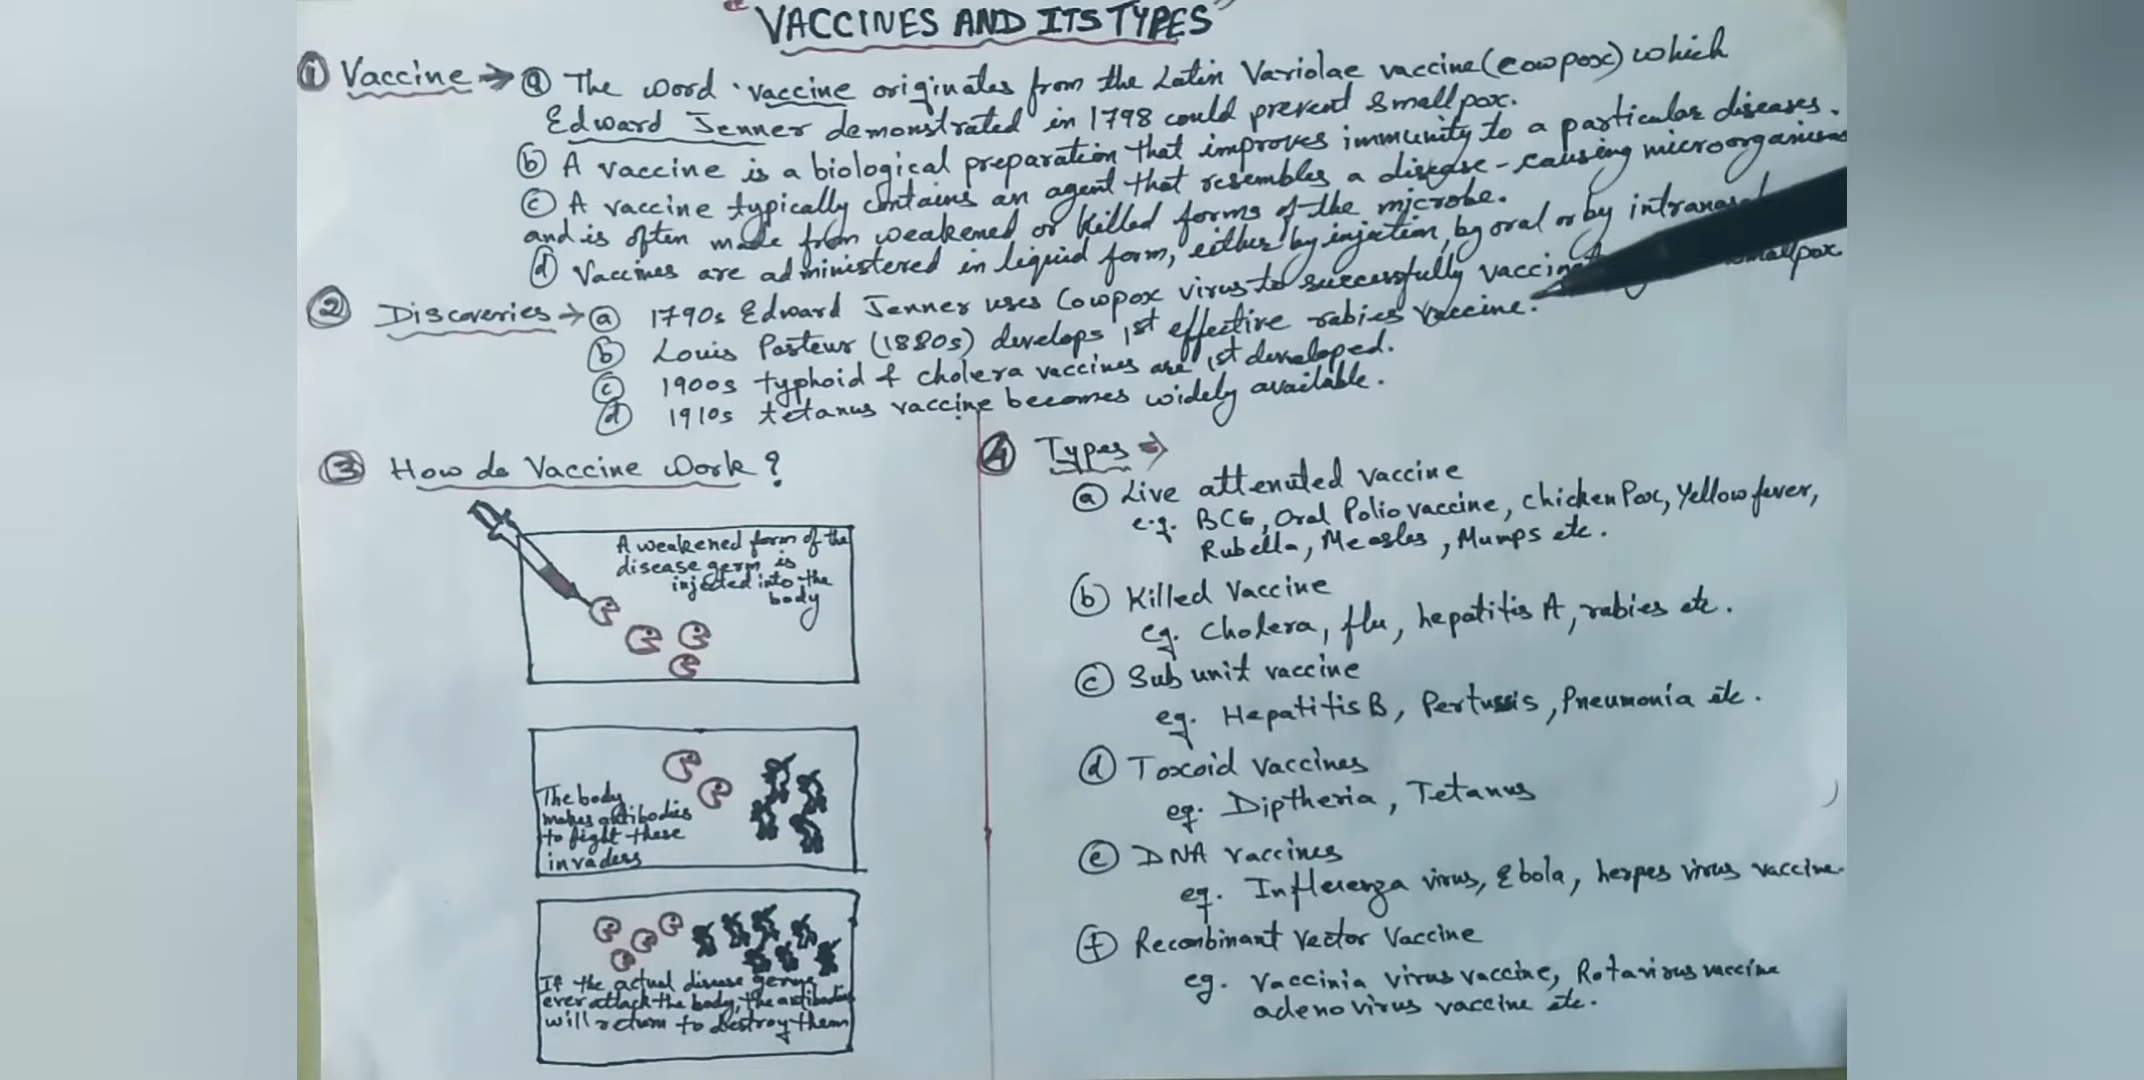 VACCINES AND ITS TYPES
① Vaccine → ⓐ The word 'vaccine originates from the Latin Variolae vaccine (cowpox) which
Edward Jenner demonstrated in 1798 could prevent smallpox.
ⓑ A vaccine is a biological preparation that improves immunity to a particular diseases.
ⓒ A vaccine typically contains an agent that resembles a disease-causing microorganisms
and is often made from weakened or killed forms of the microbe.
ⓓ Vaccines are administered in liquid form, either by injection, by oral or by intranasal
② Discoveries → ⓐ 1790s Edward Jenner uses Cowpox virus to successfully smallpox
ⓑ Louis Pasteur (1880s) develops 1st effective rabies vaccine.
ⓒ 1900s typhoid & cholera vaccines are 1st developed.
ⓓ 1910s tetanus vaccine becomes widely available.
③ How do Vaccine Work?
A weakened form of the
disease germ is
injected into the
body
The body
makes antibodies
to fight these
invaders
If the actual disease germs
ever attack the body, the antibodies
will return to destroy them
④ Types →
ⓐ Live attenuted vaccine
e.g. BCG, Oral Polio vaccine, chicken Pox, Yellow fever,
Rubella, Measles, Mumps etc.
ⓑ Killed Vaccine
eg. Cholera, flu, hepatitis A, rabies etc.
ⓒ Sub unit vaccine
eg. Hepatitis B, Pertussis, Pneumonia etc.
ⓓ Toxoid vaccines
eg. Diptheria, Tetanus
ⓔ DNA vaccines
eg. Influenza virus, Ebola, herpes virus vaccine.
ⓕ Recombinant Vector Vaccine
eg. Vaccinia virus vaccine, Rotavirus vaccine
adenovirus vaccine etc.